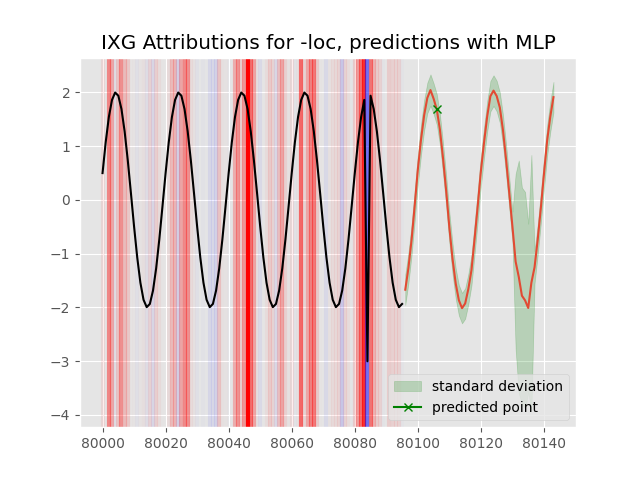 IXG Attributions for -loc, predictions with MLP
2
1
0
−1
−2
−3
−4
standard deviation
predicted point
80000 80020 80040 80060 80080 80100 80120 80140